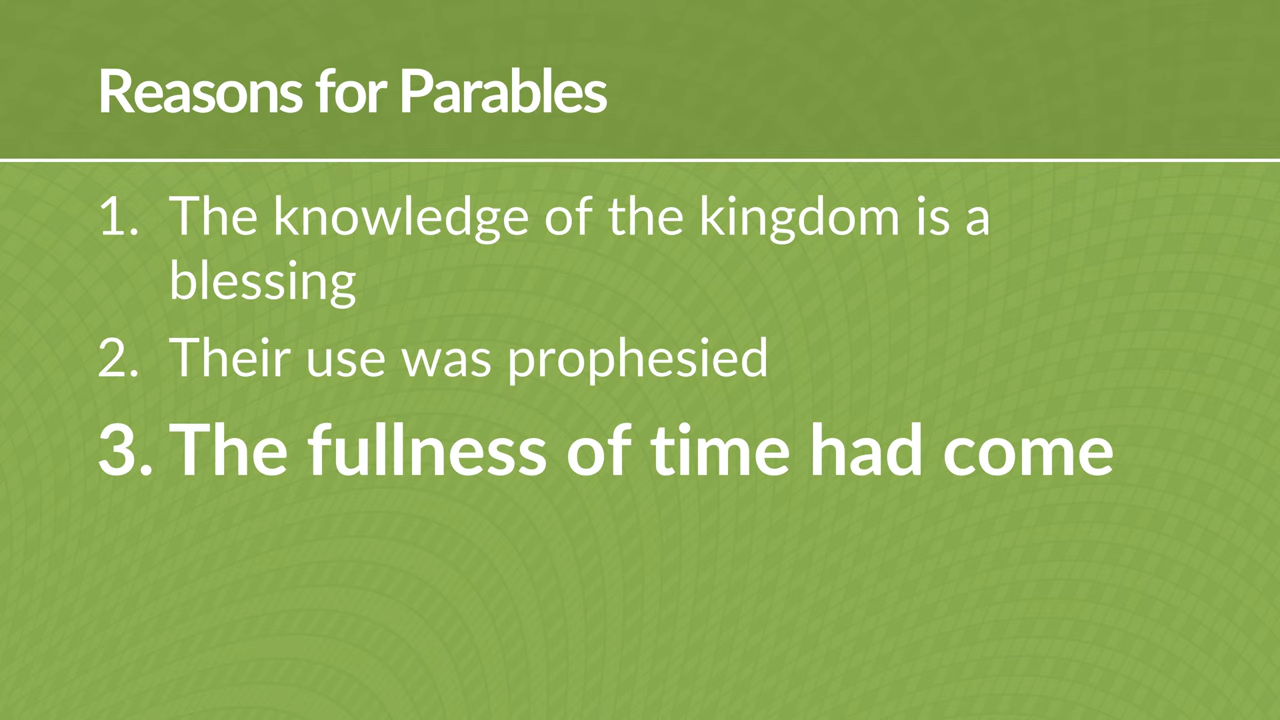 Reasons for Parables
1. The knowledge of the kingdom is a
blessing
2. Their use was prophesied
3. The fullness of time had come